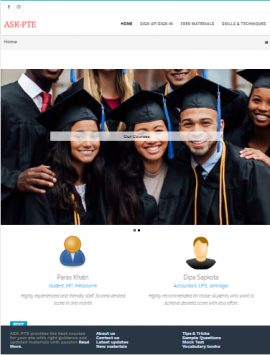 ASK-PTE
HOME SIGN UP/SIGN IN FREE MATERIALS SKILLS & TECHNIQUES
Home
Our Courses
Paras Khatri
student, MIT, Melbourne
Highly experienced and friendly staff. Scored desired
score in one month.
Dipa Sapkota
Accountant, UPS, Jamnagar
Highly recommended for those students who want to
achieve desired score with less effort.
ASK-PTE provides the best courses
for your pte with right guidance and
updated materials with passion Read
More.
About us
Contact us
Latest updates
New materials
Tips & Tricks
Sample Questions
Mock Test
Vocabulary books